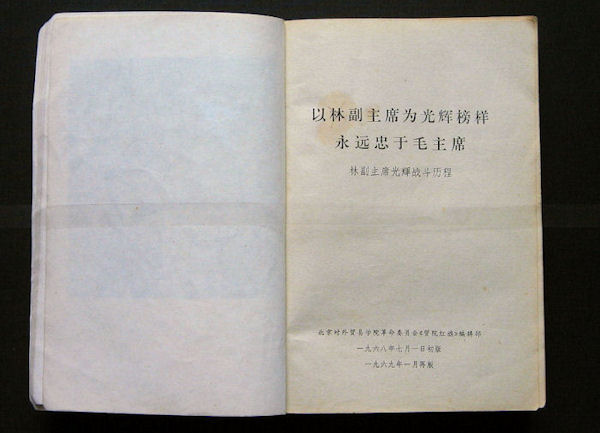 以林副主席为光辉榜样
永远忠于毛主席
林副主席光輝战斗历程
北京对外贸易学院革命委员会《贸院红旗》编辑部
一九六八年七月一日初版
一九六九年一月再版